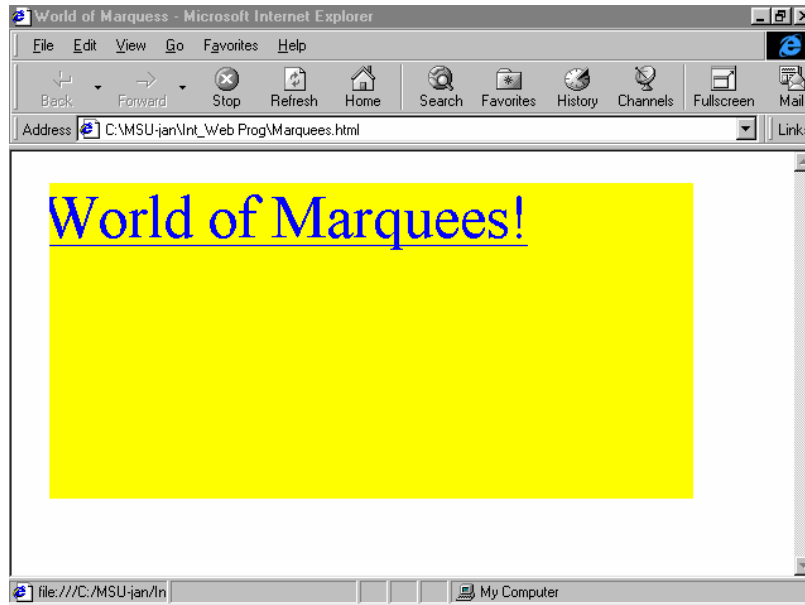 World of Marquess - Microsoft Internet Explorer
File Edit View Go Favorites Help
Back Forward Stop Refresh Home Search Favorites History Channels Fullscreen Mail
Address C:\MSU-jan\Int_Web Prog\Marquees.html Links
World of Marquees!
file:///C:/MSU-jan/In My Computer